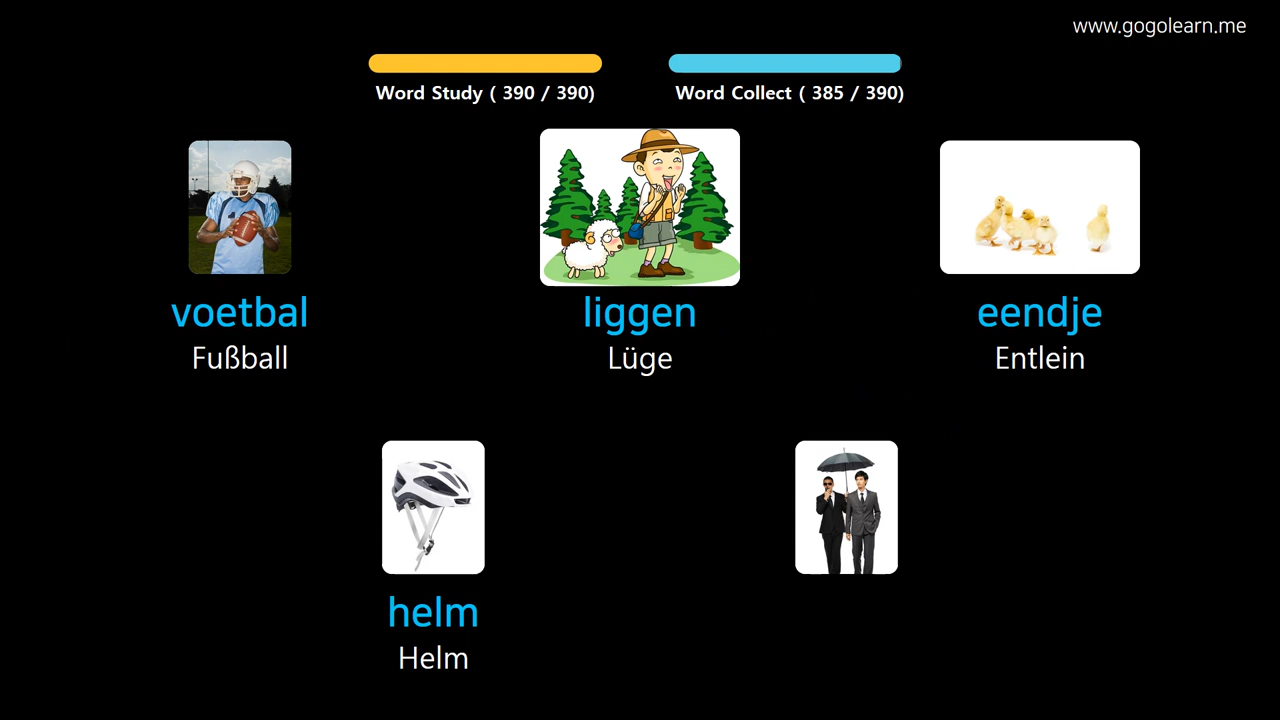 www.gogolearn.me
Word Study ( 390 / 390)
Word Collect ( 385 / 390)
voetbal
Fußball
liggen
Lüge
eendje
Entlein
helm
Helm